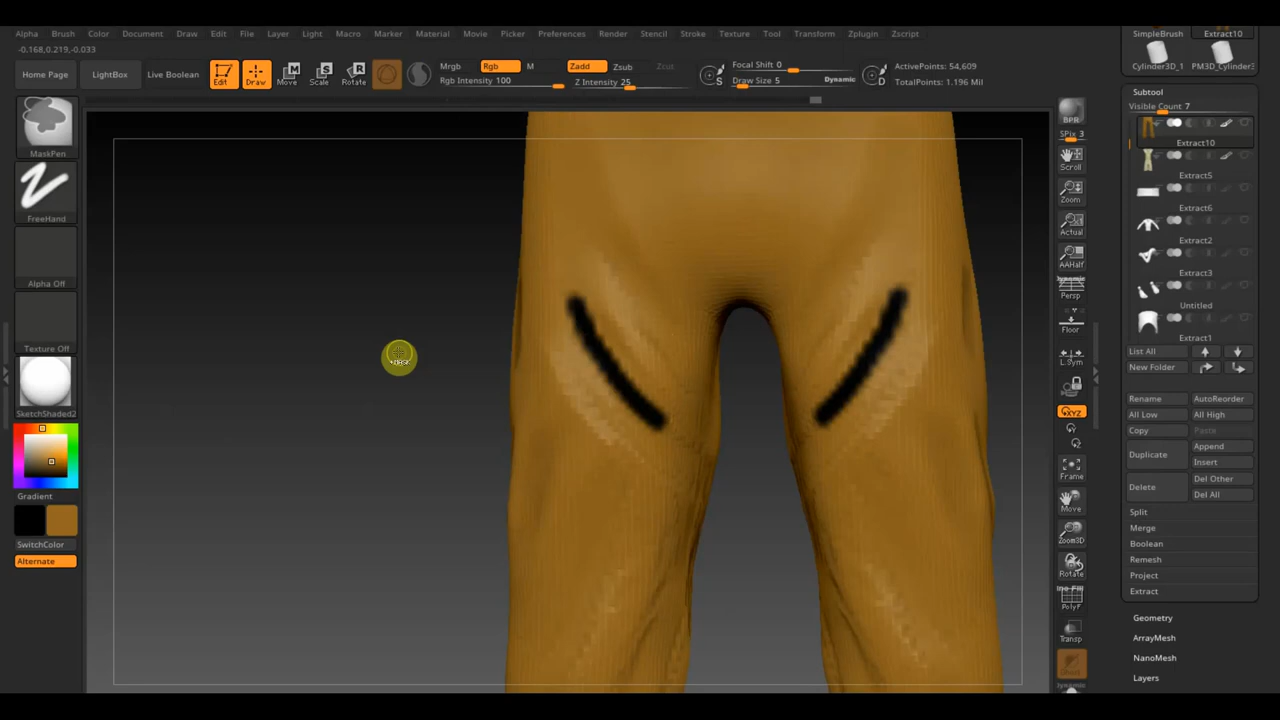 Alpha Brush Color Document Draw Edit File Layer Light Macro Marker Material Movie Picker Preferences Render Stencil Stroke Texture Tool Transform Zplugin Zscript
-0.168,0.219,-0.033
Home Page
LightBox
Live Boolean
Edit
Draw
Move
Scale
Rotate
Mrgb Rgb M
Rgb Intensity 100
Zadd Zsub Zcut
Z Intensity 25
S
Focal Shift 0
Draw Size 5 Dynamic
D
ActivePoints: 54,609
TotalPoints: 1.196 Mil
MaskPen
FreeHand
Alpha Off
Texture Off
SketchShaded2
Gradient
SwitchColor
Alternate
+MASK
BPR
SPix 3
Scroll
Zoom
Actual
AAHalf
Dynamic
Persp
Floor
L.Sym
XYZ
Y
Z
Frame
Move
Zoom3D
Rotate
PolyF
Transp
SimpleBrush Extract10
Cylinder3D_1 PM3D_Cylinder3
Subtool
Visible Count 7
Extract10
Extract5
Extract6
Extract2
Extract3
Untitled
Extract1
List All
New Folder
Rename AutoReorder
All Low All High
Copy Paste
Duplicate Append
Insert
Delete Del Other
Del All
Split
Merge
Boolean
Remesh
Project
Extract
Geometry
ArrayMesh
NanoMesh
Layers